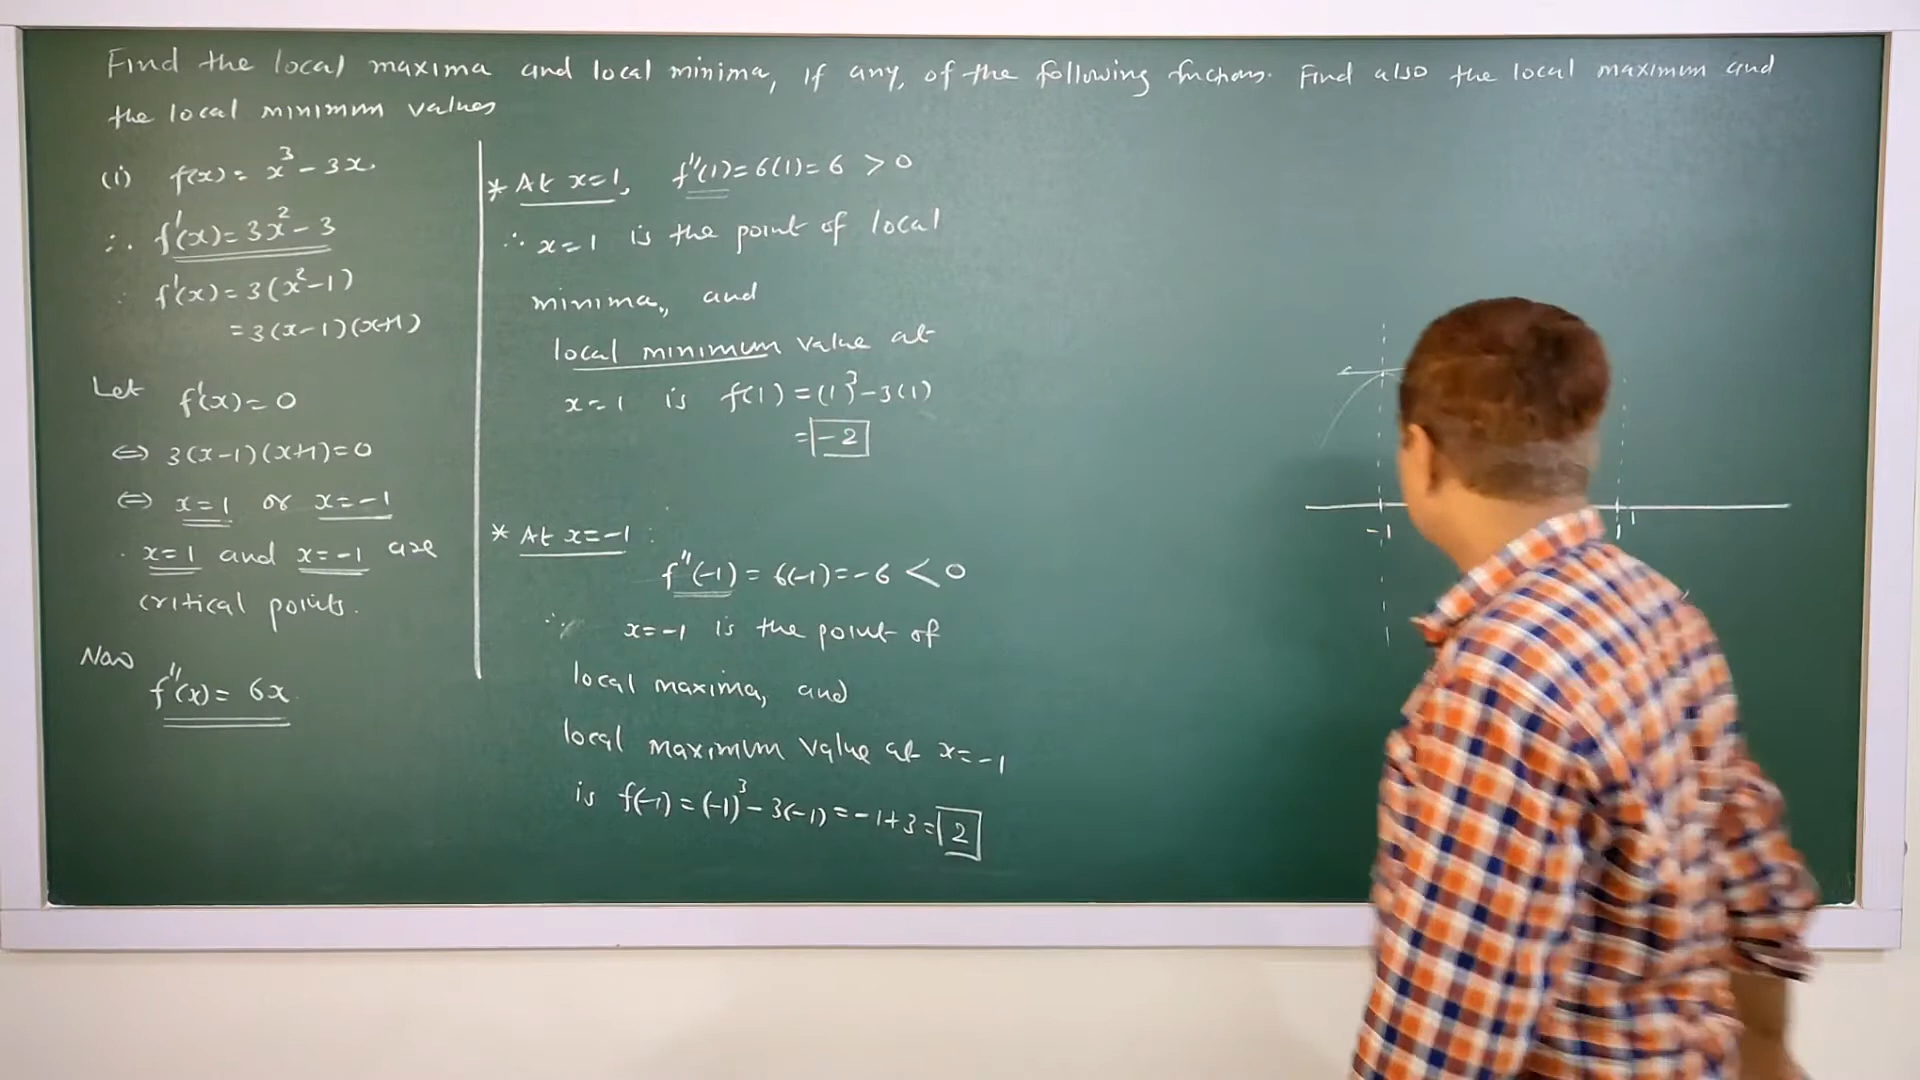 Find the local maxima and local minima, if any, of the following functions. Find also the local maximum and
the local minimum values
(i) f(x) = x³ - 3x.
∴ f'(x) = 3x² - 3
∴ f'(x) = 3(x² - 1)
= 3(x-1)(x+1)
Let f'(x) = 0
⇔ 3(x-1)(x+1) = 0
⇔ x = 1 or x = -1
∴ x = 1 and x = -1 are
critical points.
Now
f''(x) = 6x.
* At x=1, f''(1) = 6(1) = 6 > 0
∴ x = 1 is the point of local
minima, and
local minimum value at
x = 1 is f(1) = (1)³ - 3(1)
= -2
* At x = -1 :
f''(-1) = 6(-1) = -6 < 0
∴ x = -1 is the point of
local maxima, and
local maximum value at x = -1
is f(-1) = (-1)³ - 3(-1) = -1+3 = 2
-1
1